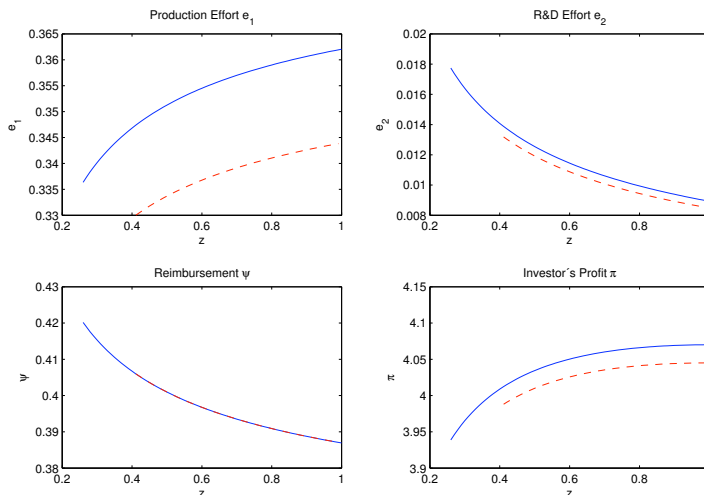 Production Effort e1
0.365
0.36
0.355
0.35
0.345
0.34
0.335
0.33
e1
0.2 0.4 0.6 0.8 1
z
R&D Effort e2
0.02
0.018
0.016
0.014
0.012
0.01
0.008
e2
0.2 0.4 0.6 0.8
z
Reimbursement ψ
0.43
0.42
0.41
0.4
0.39
0.38
ψ
0.2 0.4 0.6 0.8 1
z
Investor´s Profit π
4.15
4.1
4.05
4
3.95
3.9
π
0.2 0.4 0.6 0.8
z